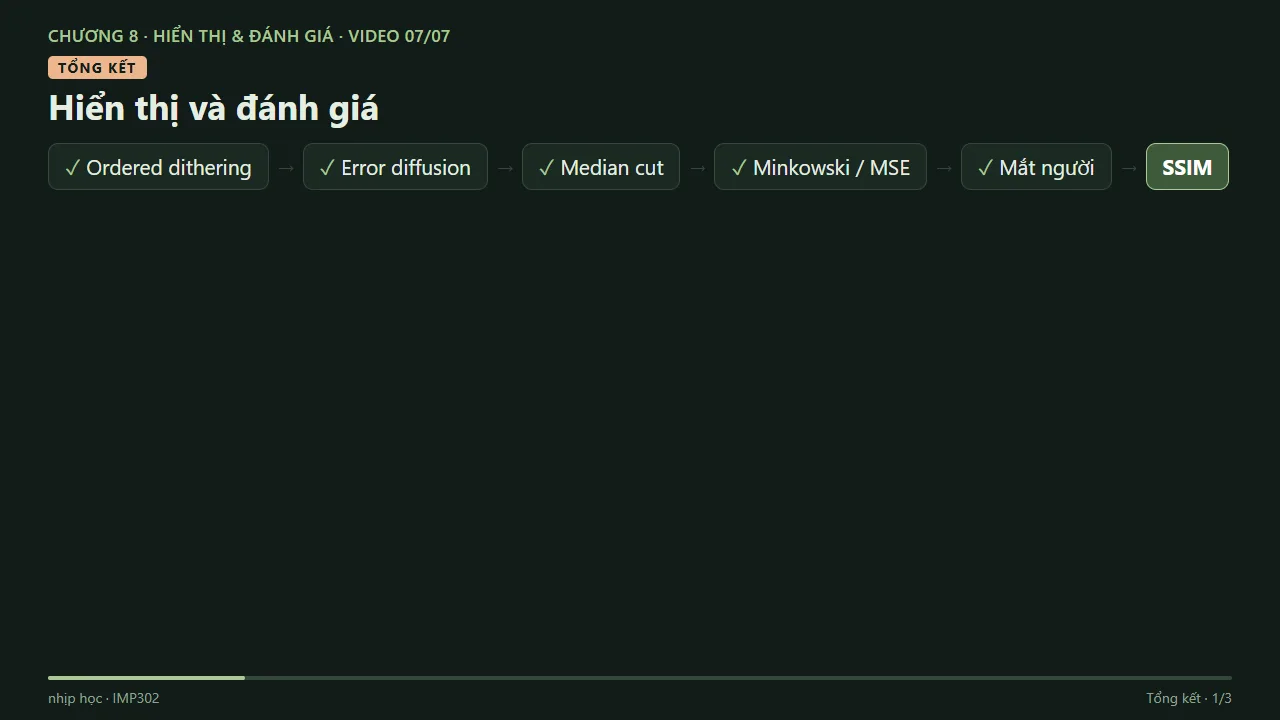 CHƯƠNG 8 · HIỂN THỊ & ĐÁNH GIÁ · VIDEO 07/07
TỔNG KẾT
Hiển thị và đánh giá
✓ Ordered dithering → ✓ Error diffusion → ✓ Median cut → ✓ Minkowski / MSE → ✓ Mắt người → SSIM
nhịp học · IMP302
Tổng kết · 1/3